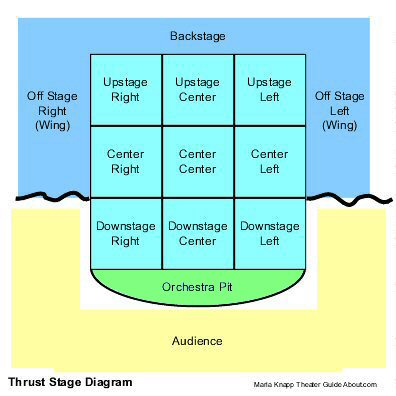 Backstage
Off Stage
Right
(Wing)
Upstage
Right
Upstage
Center
Upstage
Left
Off Stage
Left
(Wing)
Center
Right
Center
Center
Center
Left
Downstage
Right
Downstage
Center
Downstage
Left
Orchestra Pit
Audience
Thrust Stage Diagram
Maria Knapp Theater Guide About.com